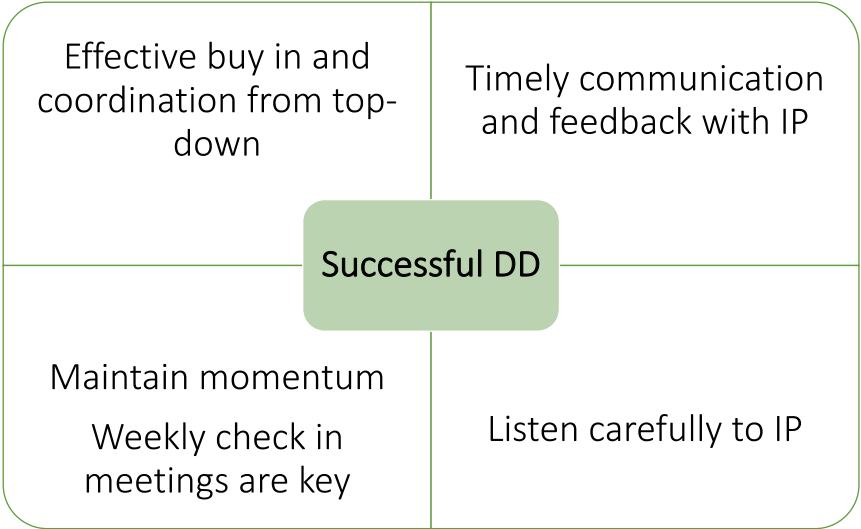 Effective buy in and
coordination from top-
down
Timely communication
and feedback with IP
Successful DD
Maintain momentum
Weekly check in
meetings are key
Listen carefully to IP